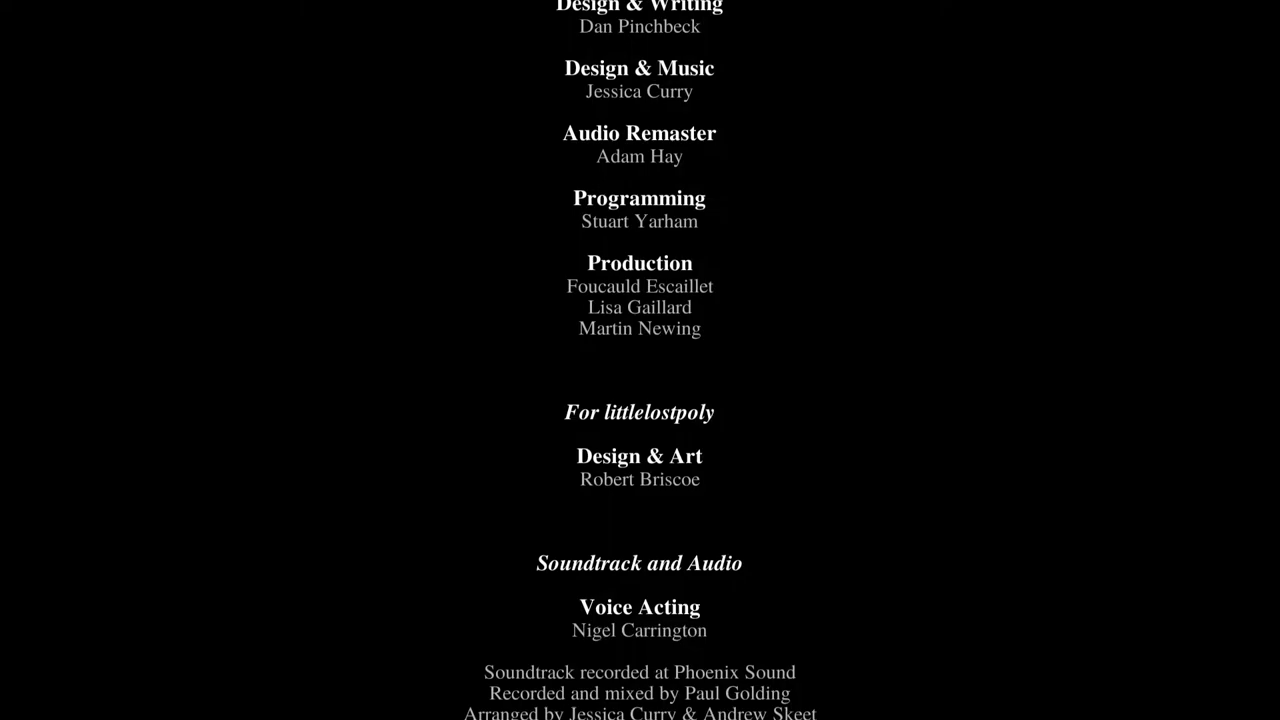 Design & Writing
Dan Pinchbeck
Design & Music
Jessica Curry
Audio Remaster
Adam Hay
Programming
Stuart Yarham
Production
Foucauld Escaillet
Lisa Gaillard
Martin Newing
For littlelostpoly
Design & Art
Robert Briscoe
Soundtrack and Audio
Voice Acting
Nigel Carrington
Soundtrack recorded at Phoenix Sound
Recorded and mixed by Paul Golding
Arranged by Jessica Curry & Andrew Skeet